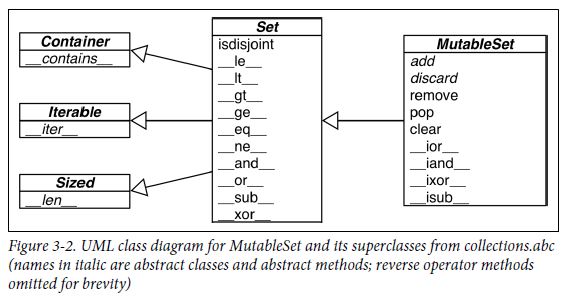 Container
__contains__
Iterable
__iter__
Sized
__len__
Set
isdisjoint
__le__
__lt__
__gt__
__ge__
__eq__
__ne__
__and__
__or__
__sub__
__xor__
MutableSet
add
discard
remove
pop
clear
__ior__
__iand__
__ixor__
__isub__
Figure 3-2. UML class diagram for MutableSet and its superclasses from collections.abc
(names in italic are abstract classes and abstract methods; reverse operator methods
omitted for brevity)